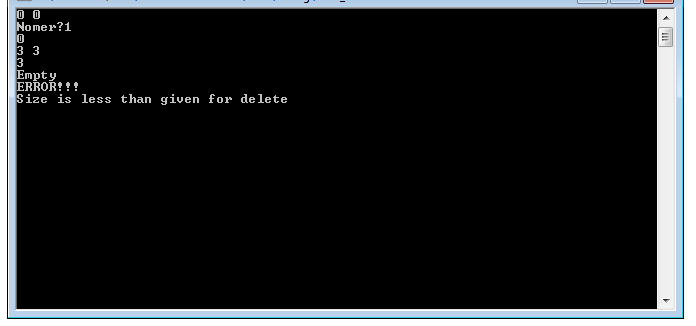 0 0
Nomer?1
0
3 3
3
Empty
ERROR!!!
Size is less than given for delete